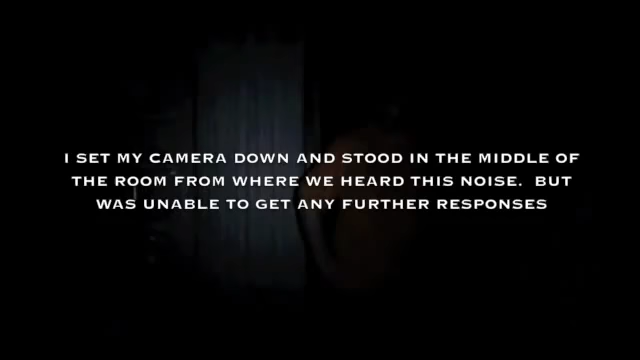 I SET MY CAMERA DOWN AND STOOD IN THE MIDDLE OF
THE ROOM FROM WHERE WE HEARD THIS NOISE.  BUT
WAS UNABLE TO GET ANY FURTHER RESPONSES